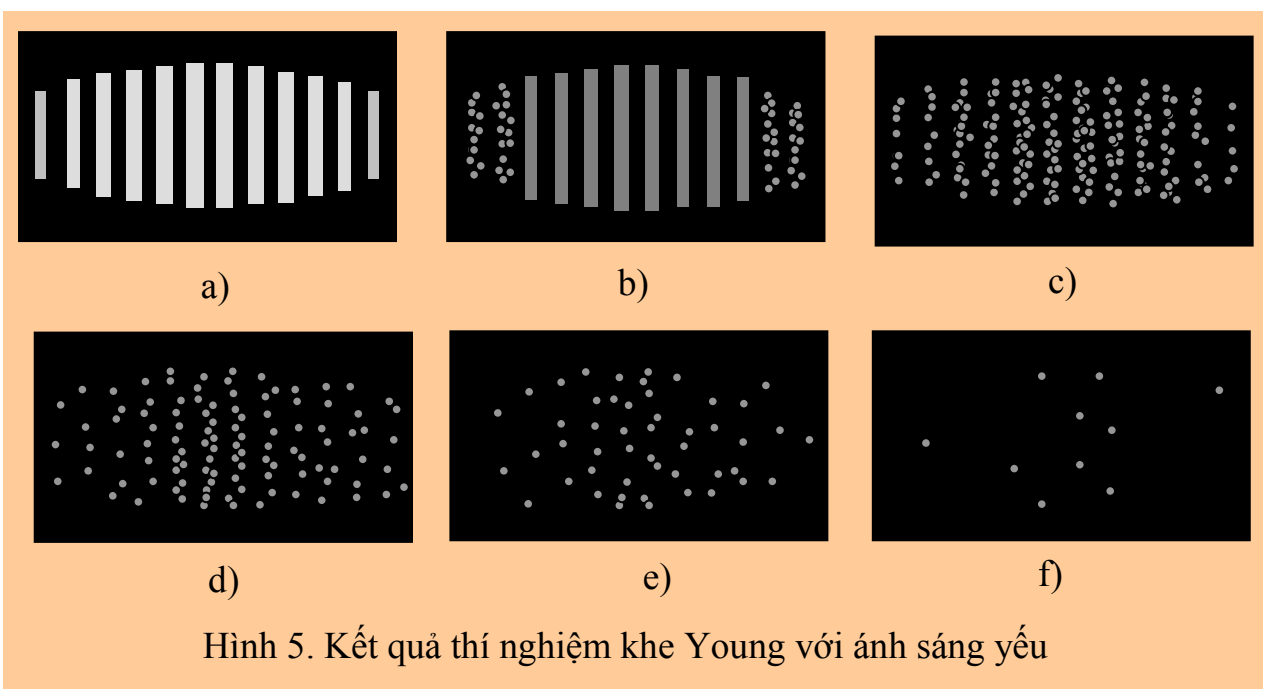 a)
b)
c)
d)
e)
f)
Hình 5. Kết quả thí nghiệm khe Young với ánh sáng yếu